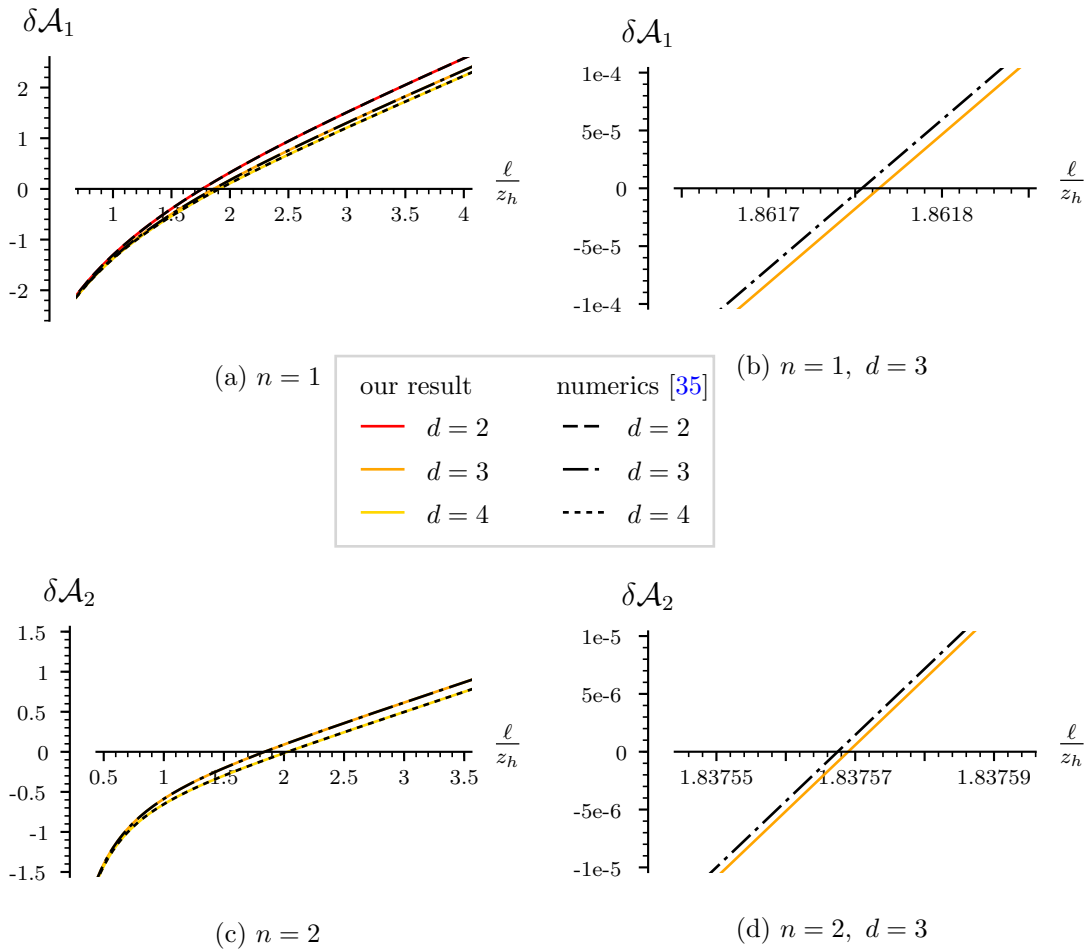 δA₁
2
1
0
-1
-2
1
1.5
2
2.5
3
3.5
4
ℓ/z_h
(a) n = 1
δA₁
1e-4
5e-5
0
-5e-5
-1e-4
1.8617
1.8618
ℓ/z_h
(b) n = 1, d = 3
our result numerics [35]
d = 2 d = 2
d = 3 d = 3
d = 4 d = 4
δA₂
1.5
1
0.5
0
-0.5
-1
-1.5
0.5
1
1.5
2
2.5
3
3.5
ℓ/z_h
(c) n = 2
δA₂
1e-5
5e-6
0
-5e-6
-1e-5
1.83755
1.83757
1.83759
ℓ/z_h
(d) n = 2, d = 3